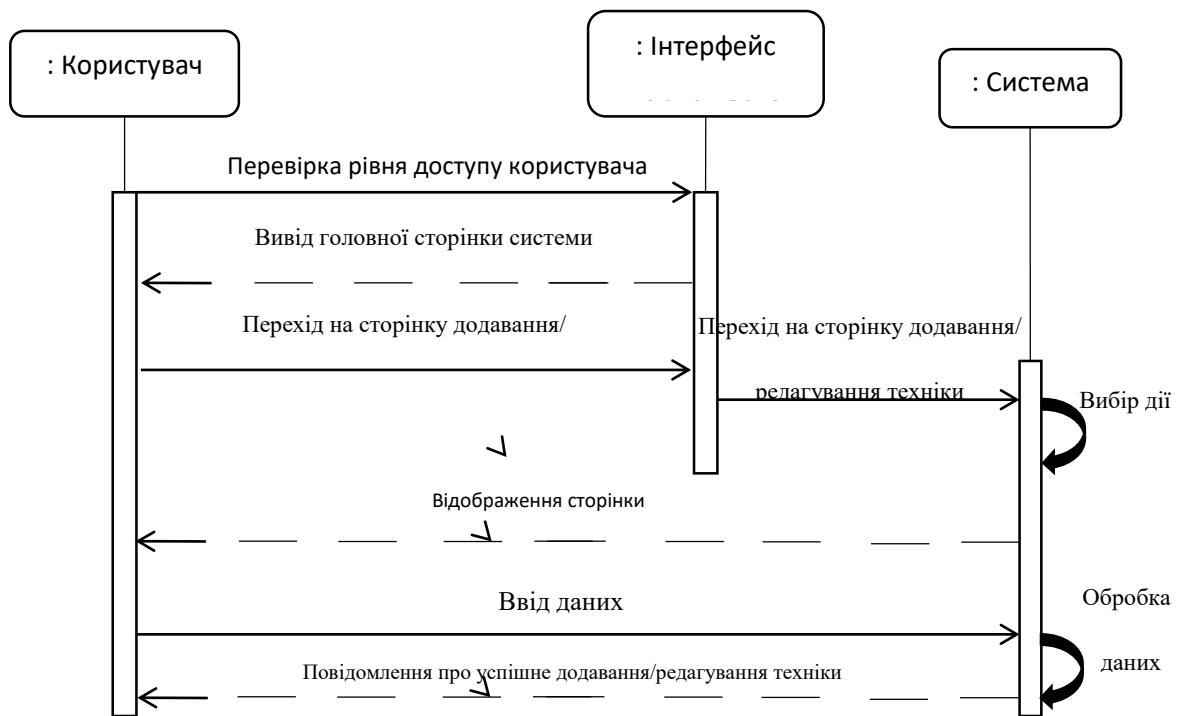 : Користувач
: Інтерфейс
: Система
Перевірка рівня доступу користувача
Вивід головної сторінки системи
Перехід на сторінку додавання/
Перехід на сторінку додавання/
редагування техніки
Вибір дії
Відображення сторінки
Ввід даних
Обробка
даних
Повідомлення про успішне додавання/редагування техніки